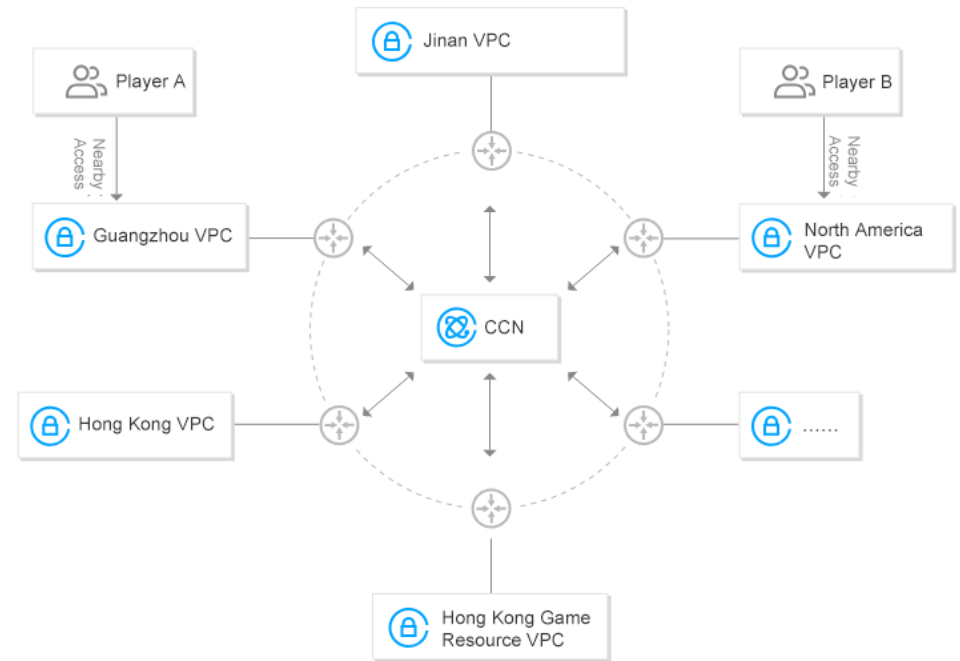 Jinan VPC
Player A
Player B
Nearby
Access
Nearby
Access
Guangzhou VPC
North America
VPC
CCN
Hong Kong VPC
......
Hong Kong Game
Resource VPC